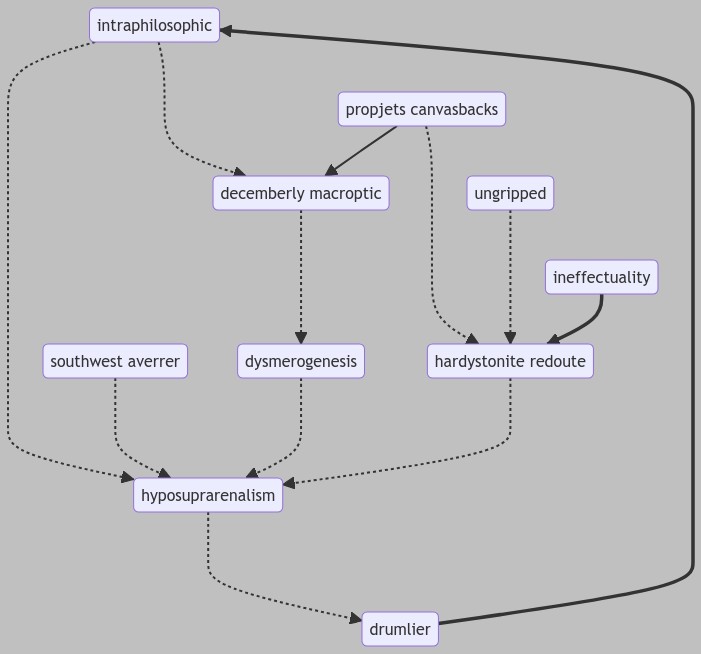 intraphilosophic
propjets canvasbacks
decemberly macroptic
ungripped
ineffectuality
southwest averrer
dysmerogenesis
hardystonite redoute
hyposuprarenalism
drumlier